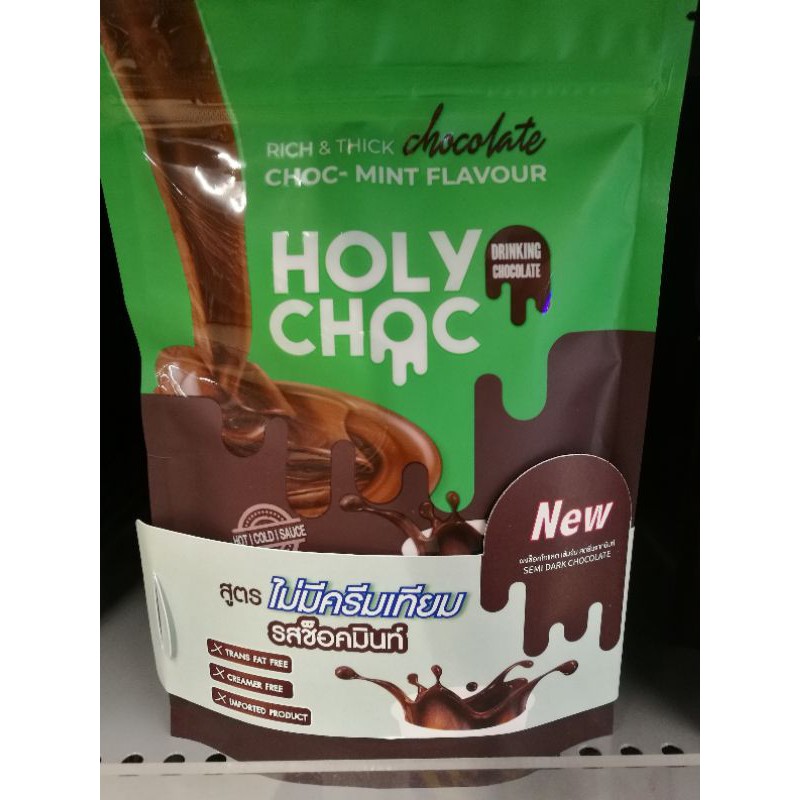 RICH & THICK chocolate
CHOC- MINT FLAVOUR
HOLY
CHOC
DRINKING
CHOCOLATE
HOT | COLD | SAUCE
New
SEMI DARK CHOCOLATE
สูตร ไม่มีครีมเทียม
รสช็อคมินท์
TRANS FAT FREE
CREAMER FREE
IMPORTED PRODUCT